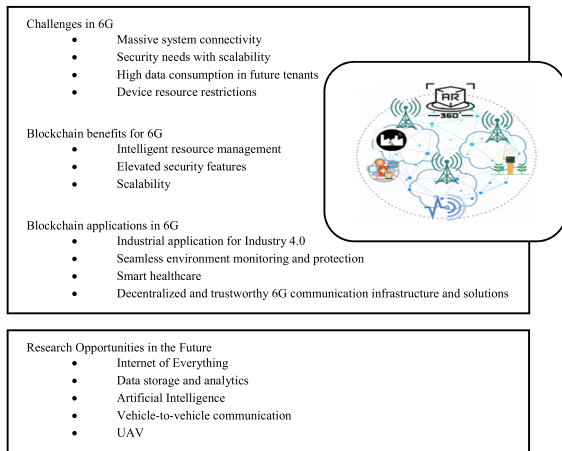 Challenges in 6G
• Massive system connectivity
• Security needs with scalability
• High data consumption in future tenants
• Device resource restrictions
AR
360°
Blockchain benefits for 6G
• Intelligent resource management
• Elevated security features
• Scalability
Blockchain applications in 6G
• Industrial application for Industry 4.0
• Seamless environment monitoring and protection
• Smart healthcare
• Decentralized and trustworthy 6G communication infrastructure and solutions
Research Opportunities in the Future
• Internet of Everything
• Data storage and analytics
• Artificial Intelligence
• Vehicle-to-vehicle communication
• UAV